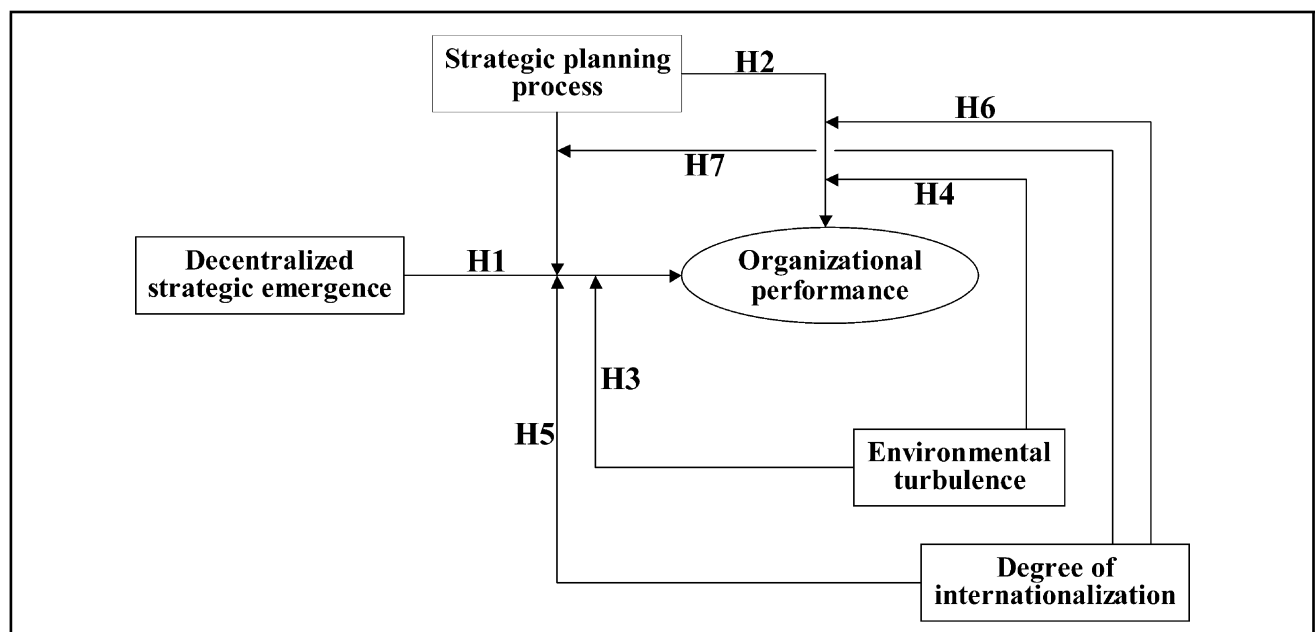 Strategic planning
process
H2
H6
H7
H4
Decentralized
strategic emergence
H1
Organizational
performance
H3
H5
Environmental
turbulence
Degree of
internationalization